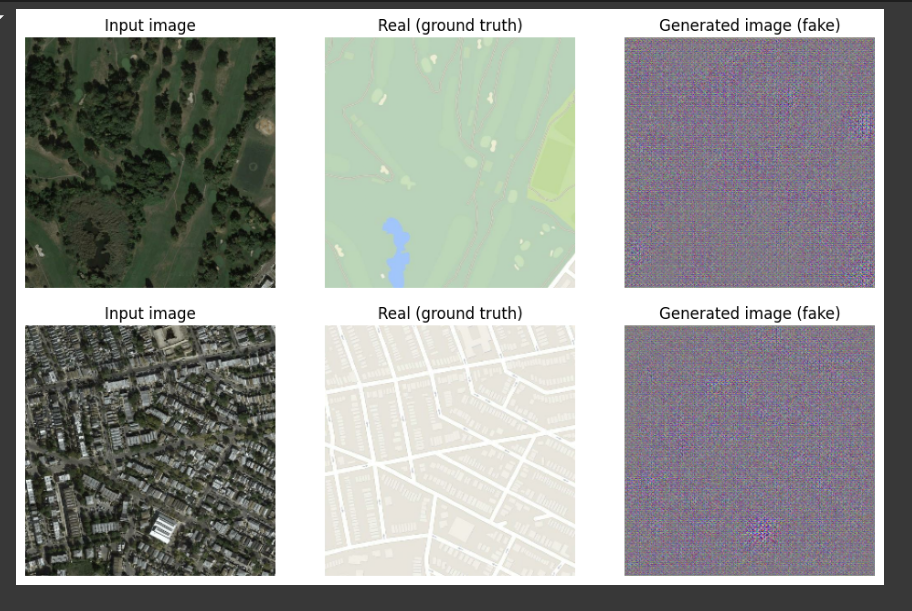 Input image
Real (ground truth)
Generated image (fake)
Input image
Real (ground truth)
Generated image (fake)